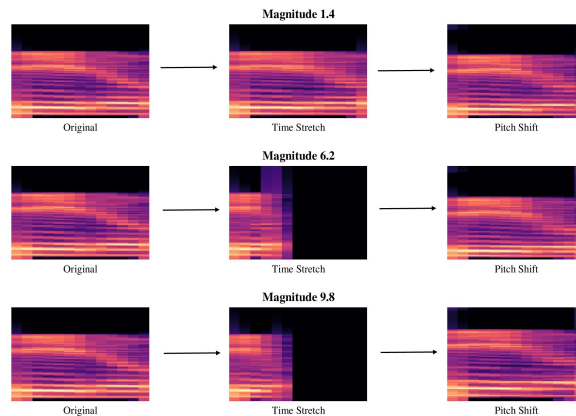 Magnitude 1.4
Original Time Stretch Pitch Shift
Magnitude 6.2
Original Time Stretch Pitch Shift
Magnitude 9.8
Original Time Stretch Pitch Shift